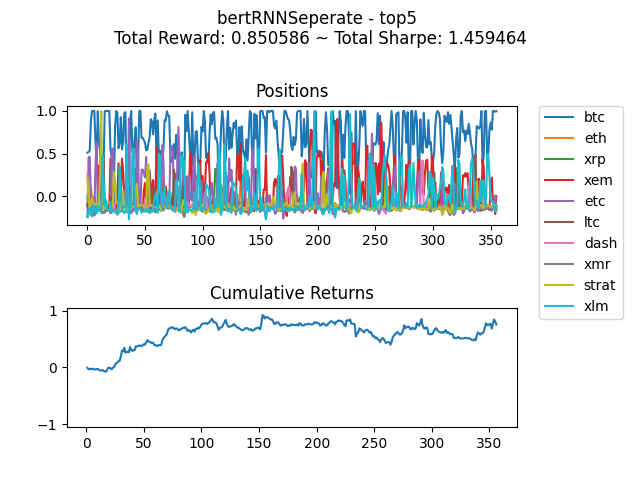 bertRNNSeperate - top5
Total Reward: 0.850586 ~ Total Sharpe: 1.459464
Positions
1.0
0.5
0.0
0 50 100 150 200 250 300 350
btc
eth
xrp
xem
etc
ltc
dash
xmr
strat
xlm
Cumulative Returns
1
0
−1
0 50 100 150 200 250 300 350